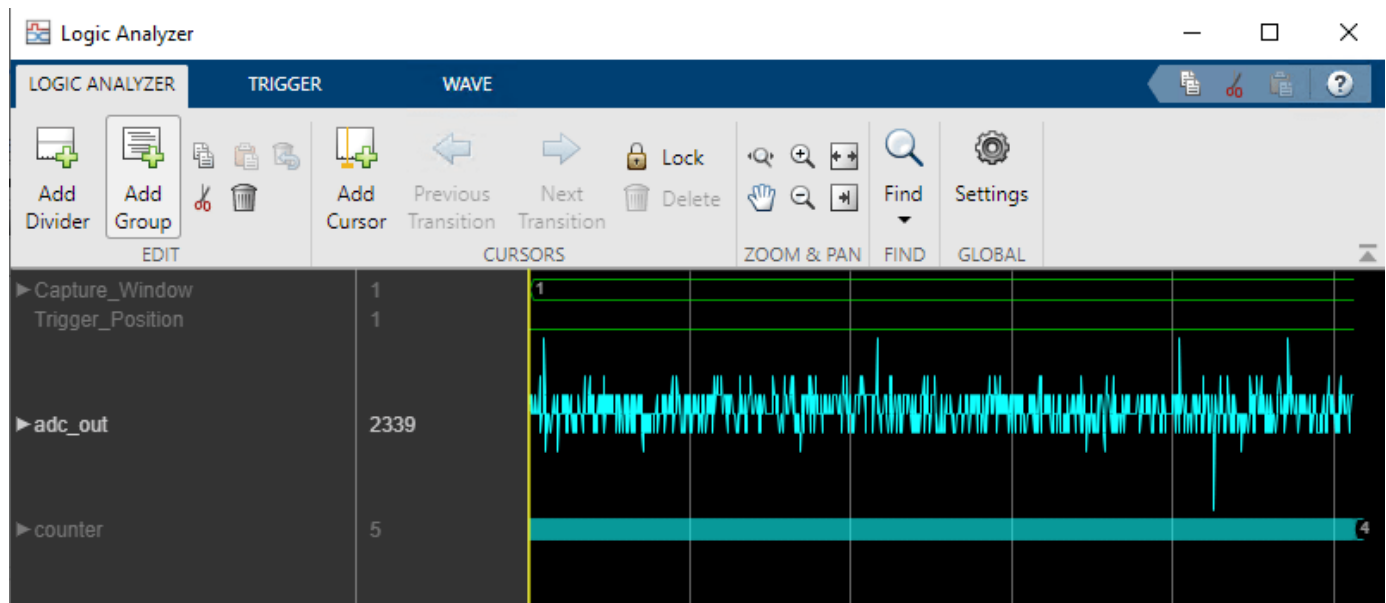 Logic Analyzer
LOGIC ANALYZER TRIGGER WAVE
Add Divider
Add Group
Add Cursor
Previous Transition
Next Transition
Lock
Delete
Find
Settings
EDIT CURSORS ZOOM & PAN FIND GLOBAL
Capture_Window 1 1
Trigger_Position 1
adc_out 2339
counter 5 4